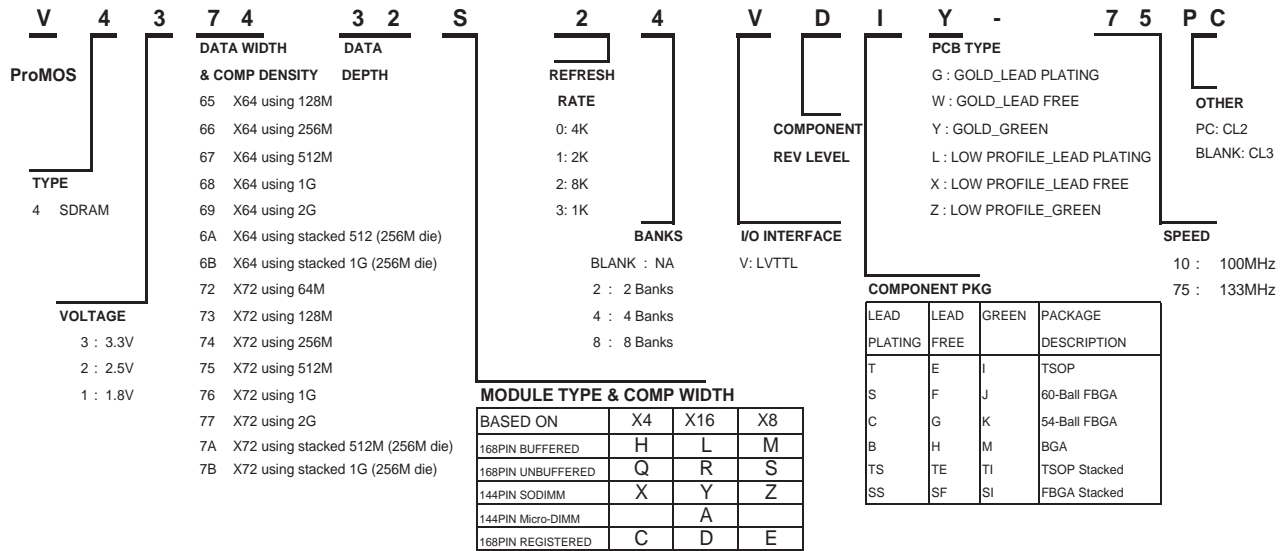 V 4 3 7 4 3 2 S 2 4 V D I Y - 7 5 P C
ProMOS
TYPE
4 SDRAM
VOLTAGE
3 : 3.3V
2 : 2.5V
1 : 1.8V
DATA WIDTH
& COMP DENSITY
65 X64 using 128M
66 X64 using 256M
67 X64 using 512M
68 X64 using 1G
69 X64 using 2G
6A X64 using stacked 512 (256M die)
6B X64 using stacked 1G (256M die)
72 X72 using 64M
73 X72 using 128M
74 X72 using 256M
75 X72 using 512M
76 X72 using 1G
77 X72 using 2G
7A X72 using stacked 512M (256M die)
7B X72 using stacked 1G (256M die)
DATA
DEPTH
MODULE TYPE & COMP WIDTH
BASED ON X4 X16 X8
168PIN BUFFERED H L M
168PIN UNBUFFERED Q R S
144PIN SODIMM X Y Z
144PIN Micro-DIMM A
168PIN REGISTERED C D E
REFRESH
RATE
0: 4K
1: 2K
2: 8K
3: 1K
BANKS
BLANK : NA
2 : 2 Banks
4 : 4 Banks
8 : 8 Banks
I/O INTERFACE
V: LVTTL
COMPONENT
REV LEVEL
COMPONENT PKG
LEAD LEAD GREEN PACKAGE
PLATING FREE DESCRIPTION
T E I TSOP
S F J 60-Ball FBGA
C G K 54-Ball FBGA
B H M BGA
TS TE TI TSOP Stacked
SS SF SI FBGA Stacked
PCB TYPE
G : GOLD_LEAD PLATING
W : GOLD_LEAD FREE
Y : GOLD_GREEN
L : LOW PROFILE_LEAD PLATING
X : LOW PROFILE_LEAD FREE
Z : LOW PROFILE_GREEN
SPEED
10 : 100MHz
75 : 133MHz
OTHER
PC: CL2
BLANK: CL3